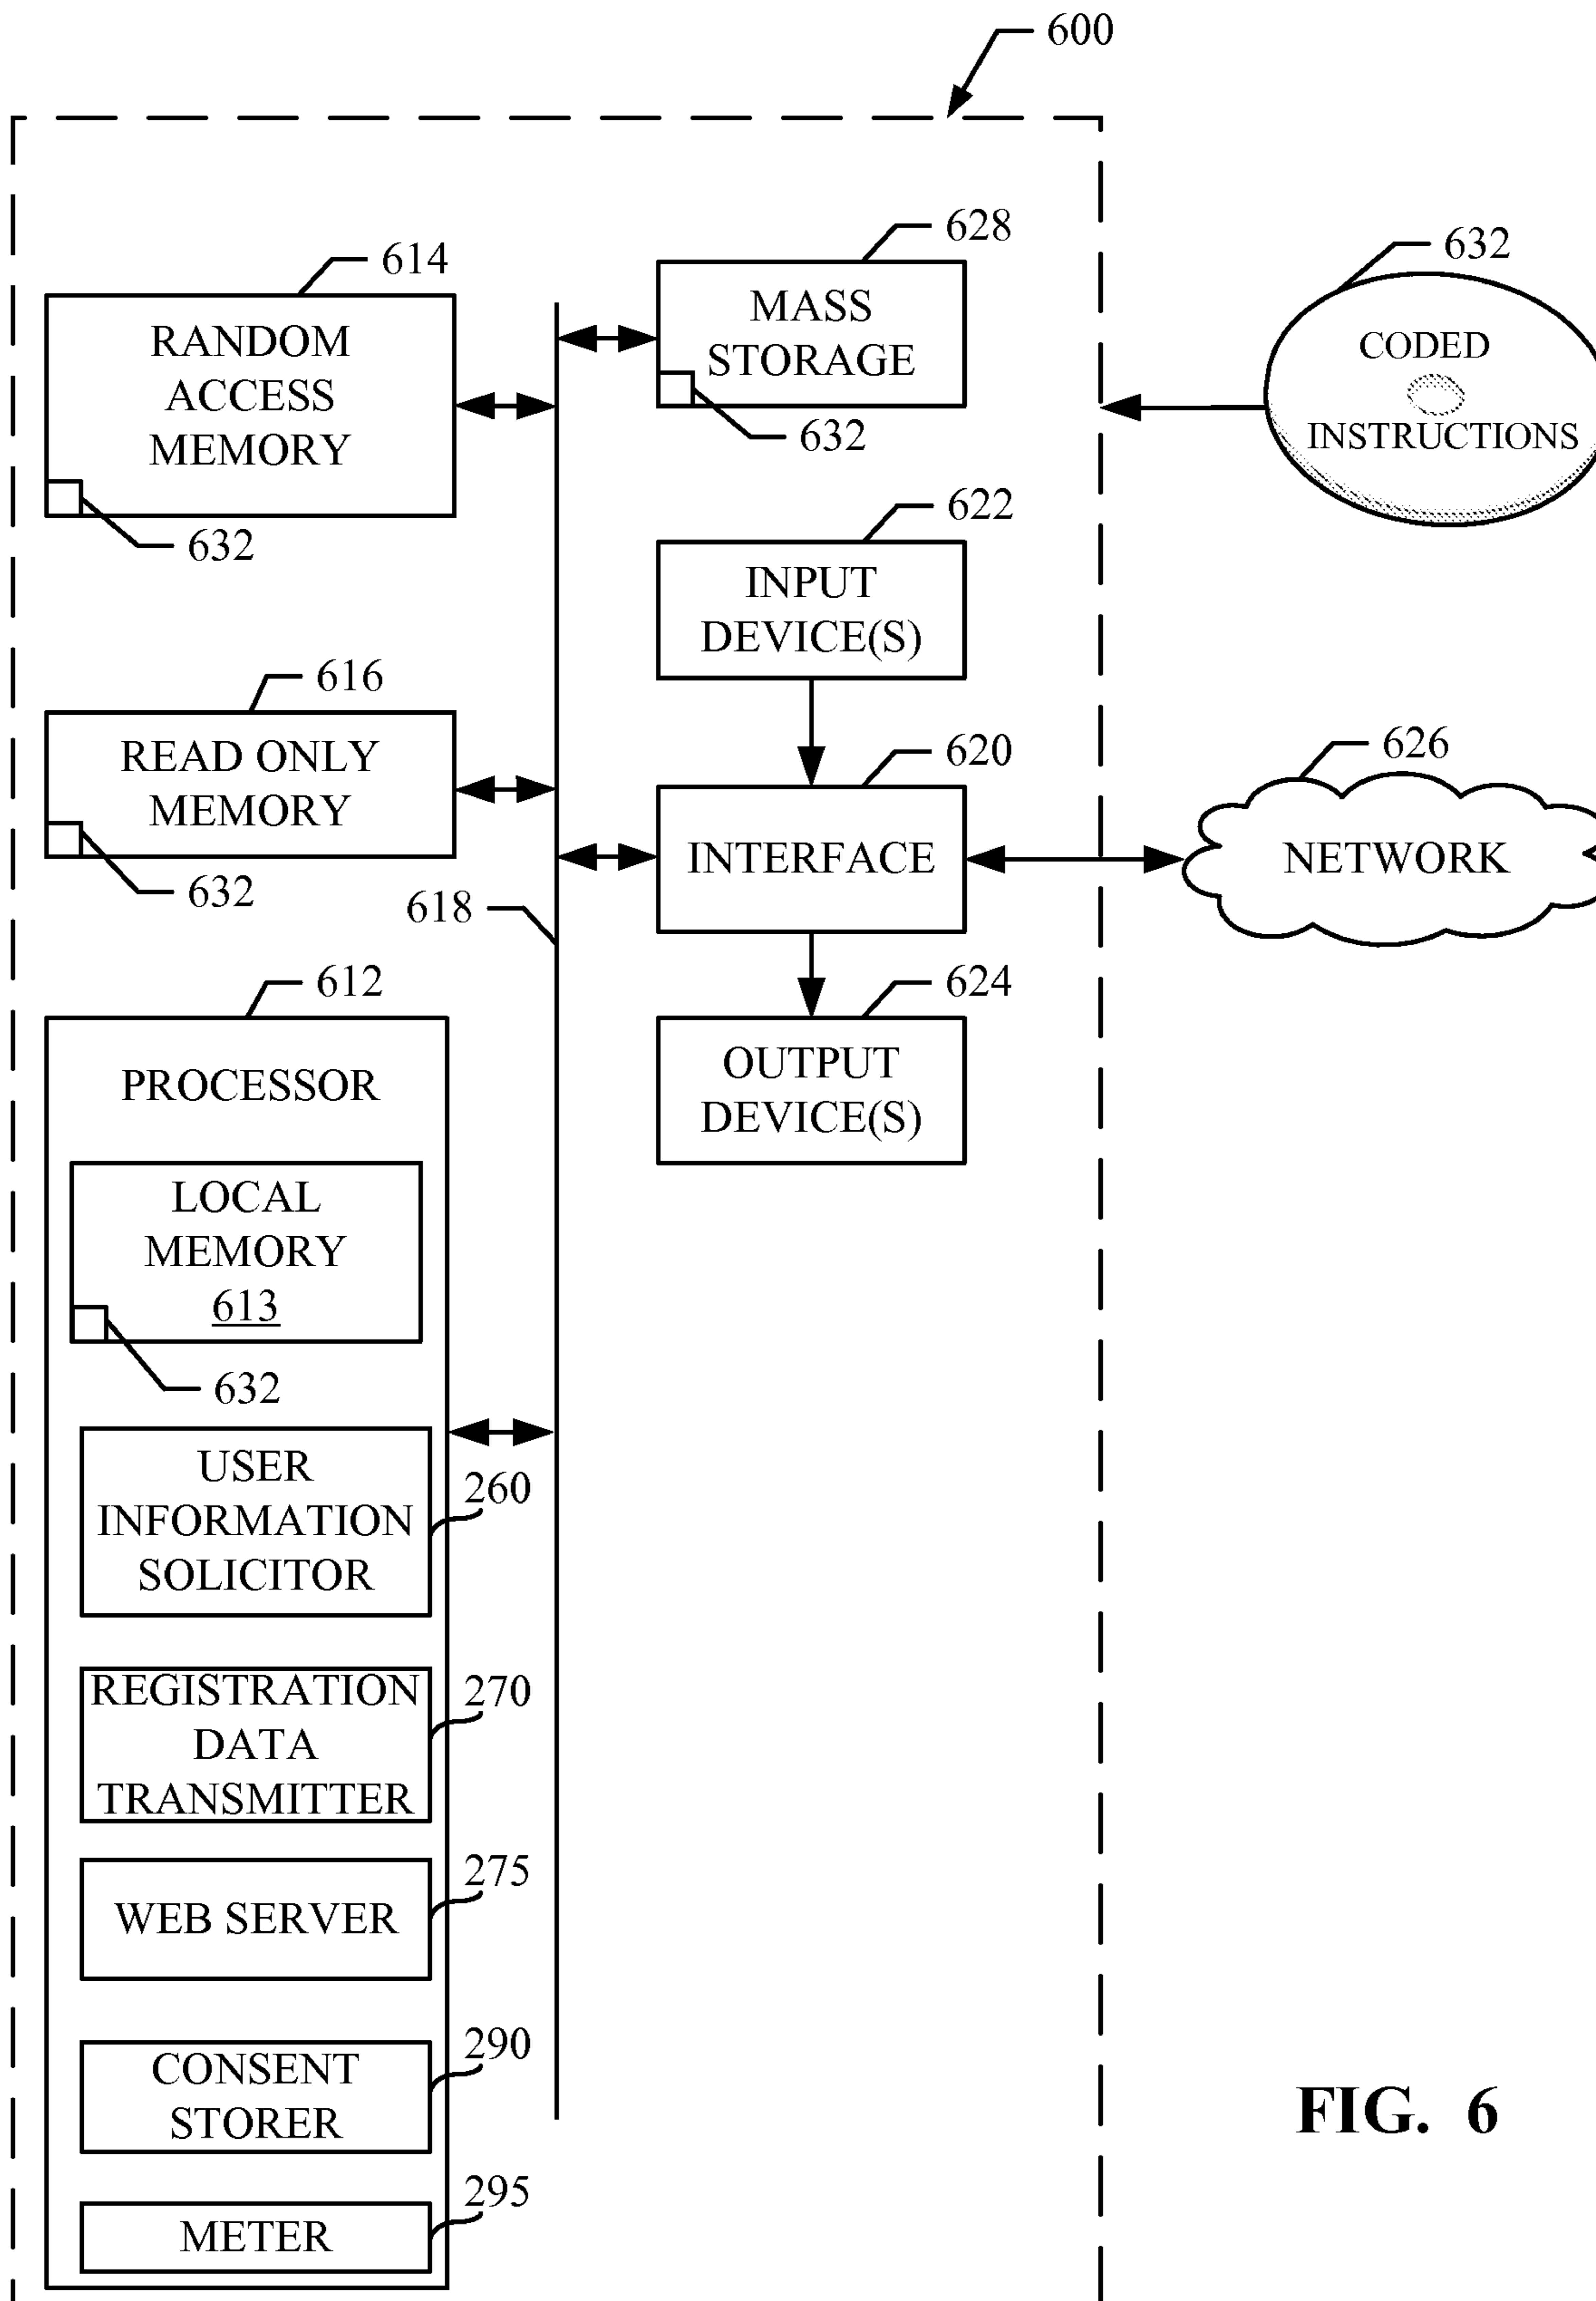 600
614
RANDOM
ACCESS
MEMORY
632
628
MASS
STORAGE
632
632
CODED
INSTRUCTIONS
622
INPUT
DEVICE(S)
616
READ ONLY
MEMORY
632
620
INTERFACE
626
NETWORK
618
624
OUTPUT
DEVICE(S)
612
PROCESSOR
LOCAL
MEMORY
613
632
USER
INFORMATION
SOLICITOR
260
REGISTRATION
DATA
TRANSMITTER
270
WEB SERVER
275
CONSENT
STORER
290
METER
295
FIG. 6